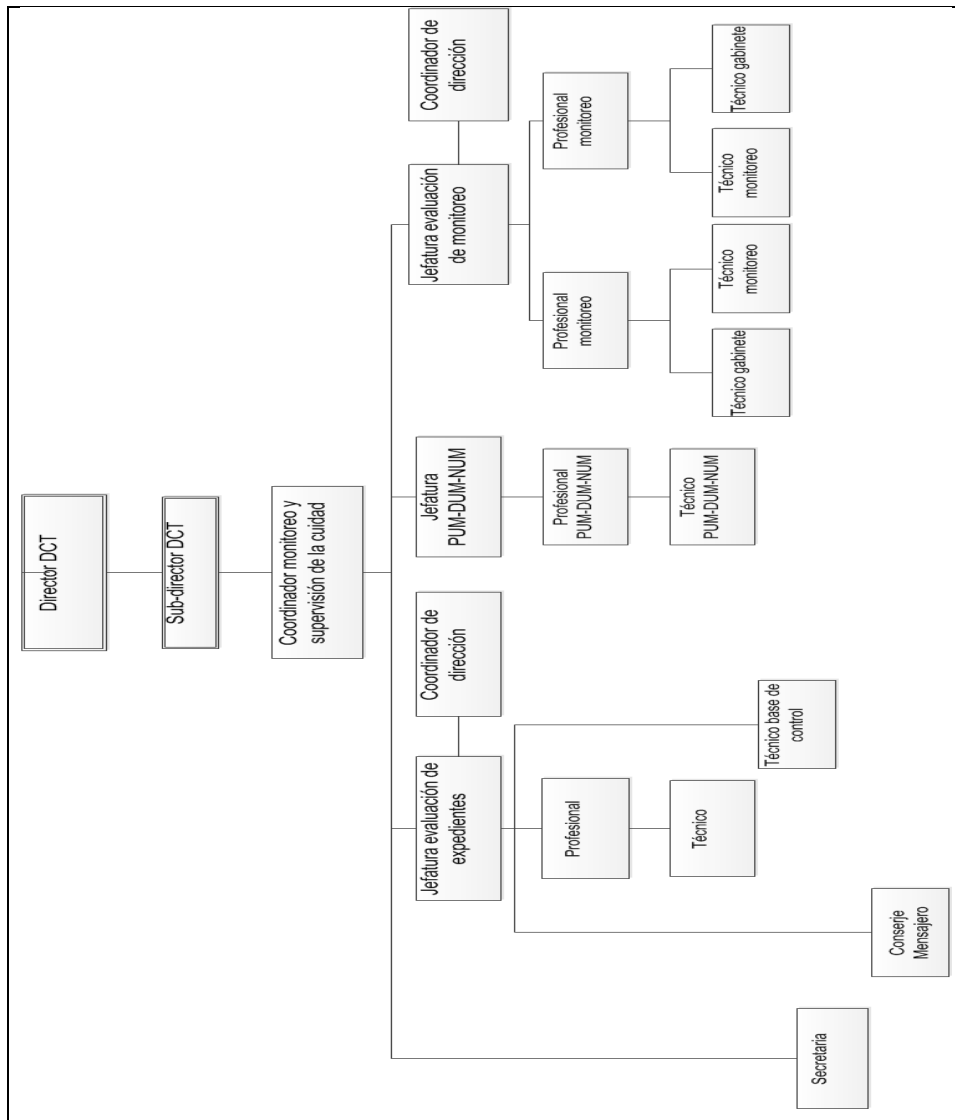 Director DCT
Sub-director DCT
Coordinador monitoreo y
supervisión de la cuidad
Secretaria
Jefatura evaluación de
expedientes
Coordinador de
dirección
Conserje
Mensajero
Profesional
Técnico
Técnico base de
control
Jefatura
PUM-DUM-NUM
Profesional
PUM-DUM-NUM
Técnico
PUM-DUM-NUM
Jefatura evaluación
de monitoreo
Coordinador de
dirección
Profesional
monitoreo
Profesional
monitoreo
Técnico gabinete
Técnico
monitoreo
Técnico
monitoreo
Técnico gabinete